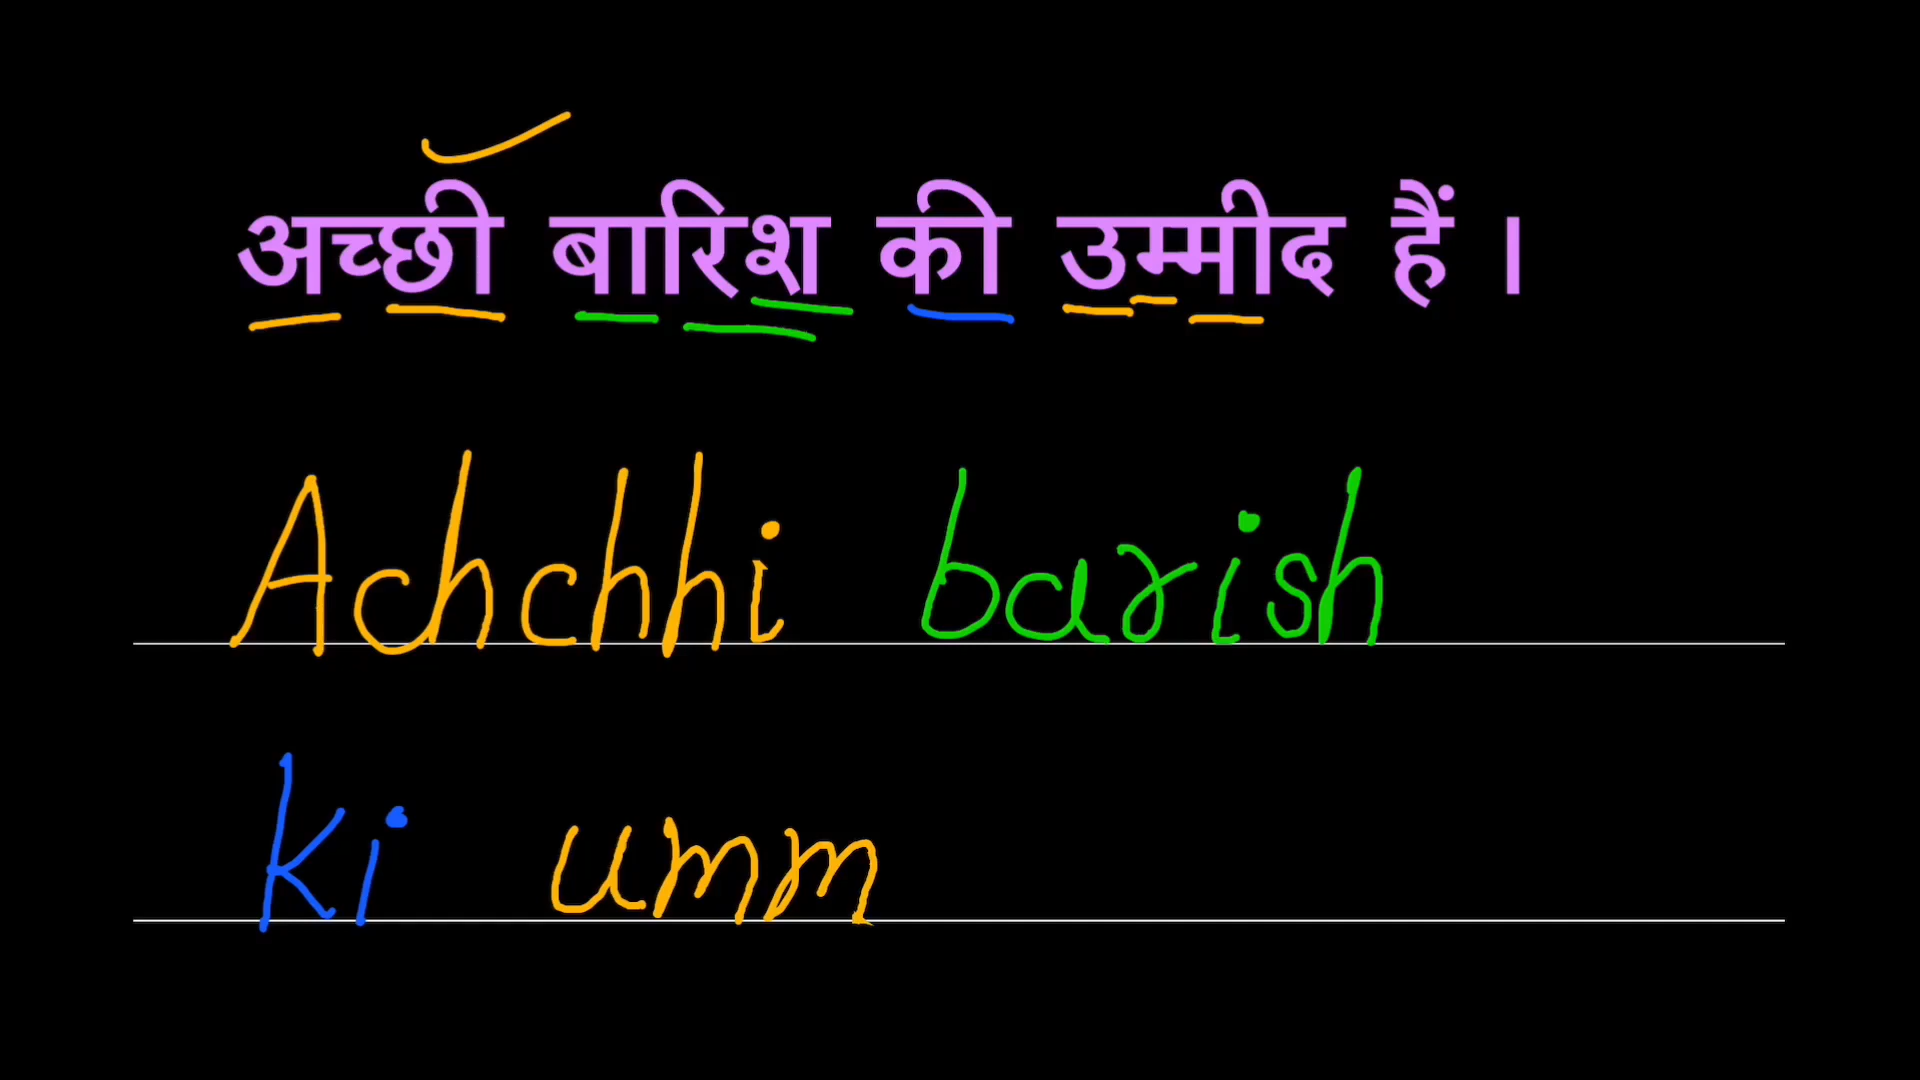 अच्छी बारिश की उम्मीद हैं ।
Achchhi barish
Ki umm